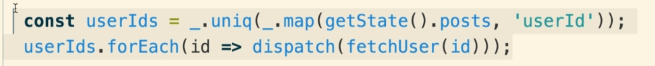 const userIds = _.uniq(_.map(getState().posts, 'userId'));
userIds.forEach(id => dispatch(fetchUser(id)));